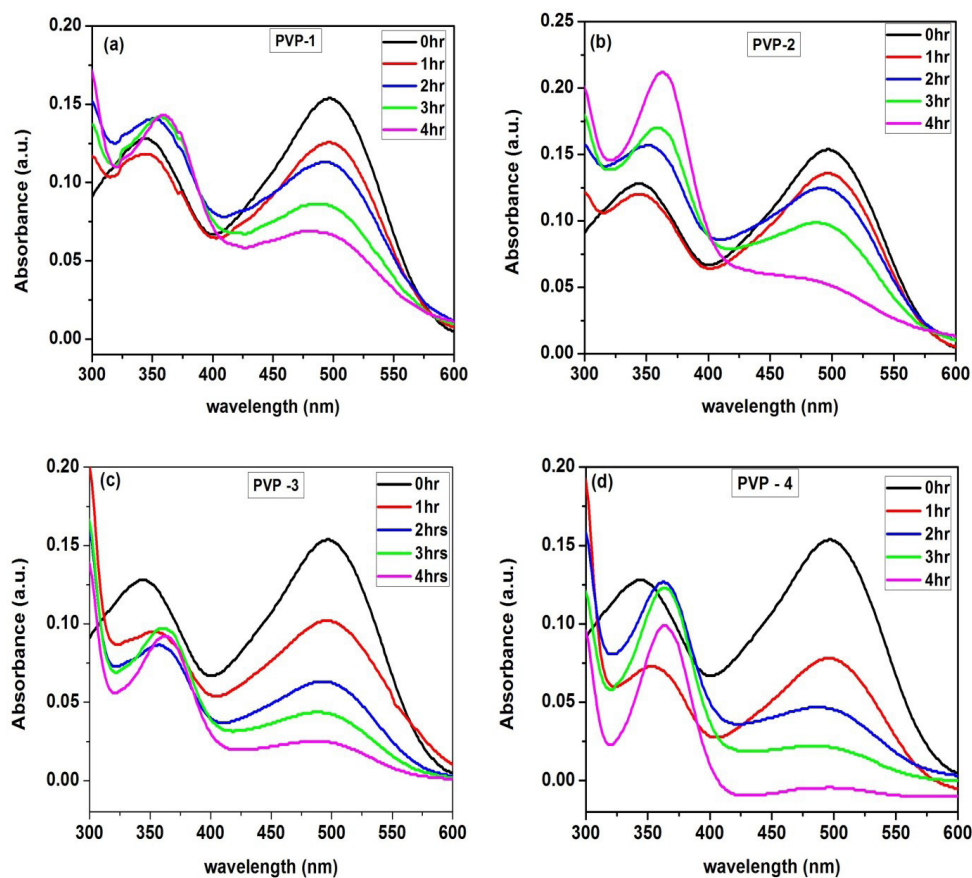 (a)
PVP-1
0hr
1hr
2hr
3hr
4hr
0.20
0.15
0.10
0.05
0.00
Absorbance (a.u.)
300 350 400 450 500 550 600
wavelength (nm)
(b)
PVP-2
0hr
1hr
2hr
3hr
4hr
0.25
0.20
0.15
0.10
0.05
0.00
Absorbance (a.u.)
300 350 400 450 500 550 600
wavelength (nm)
(c)
PVP -3
0hr
1hr
2hrs
3hrs
4hrs
0.20
0.15
0.10
0.05
0.00
Absorbance (a.u.)
300 350 400 450 500 550 600
wavelength (nm)
(d)
PVP - 4
0hr
1hr
2hr
3hr
4hr
0.20
0.15
0.10
0.05
0.00
Absorbance (a.u.)
300 350 400 450 500 550 600
wavelength (nm)